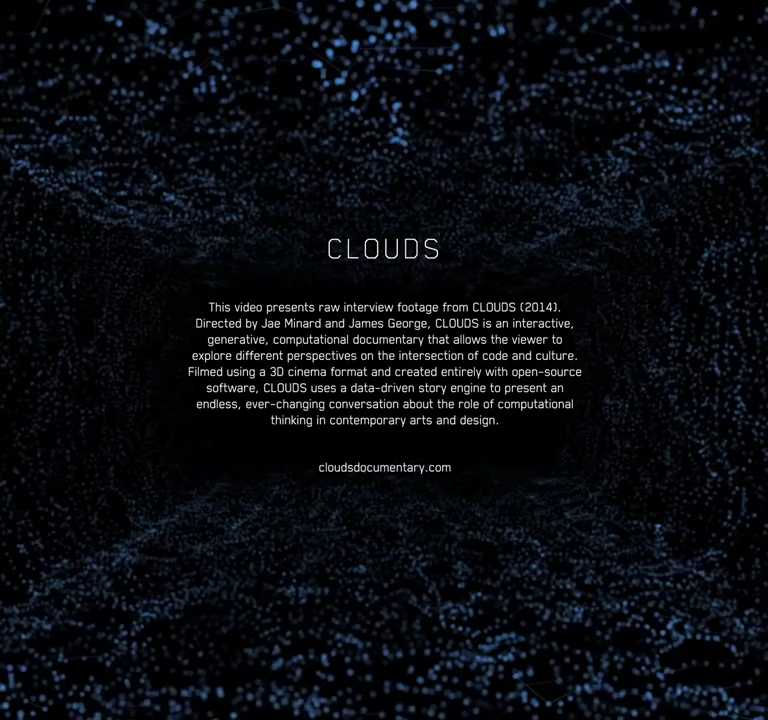 CLOUDS
This video presents raw interview footage from CLOUDS (2014).
Directed by Jae Minard and James George, CLOUDS is an interactive,
generative, computational documentary that allows the viewer to
explore different perspectives on the intersection of code and culture.
Filmed using a 3D cinema format and created entirely with open-source
software, CLOUDS uses a data-driven story engine to present an
endless, ever-changing conversation about the role of computational
thinking in contemporary arts and design.
cloudsdocumentary.com